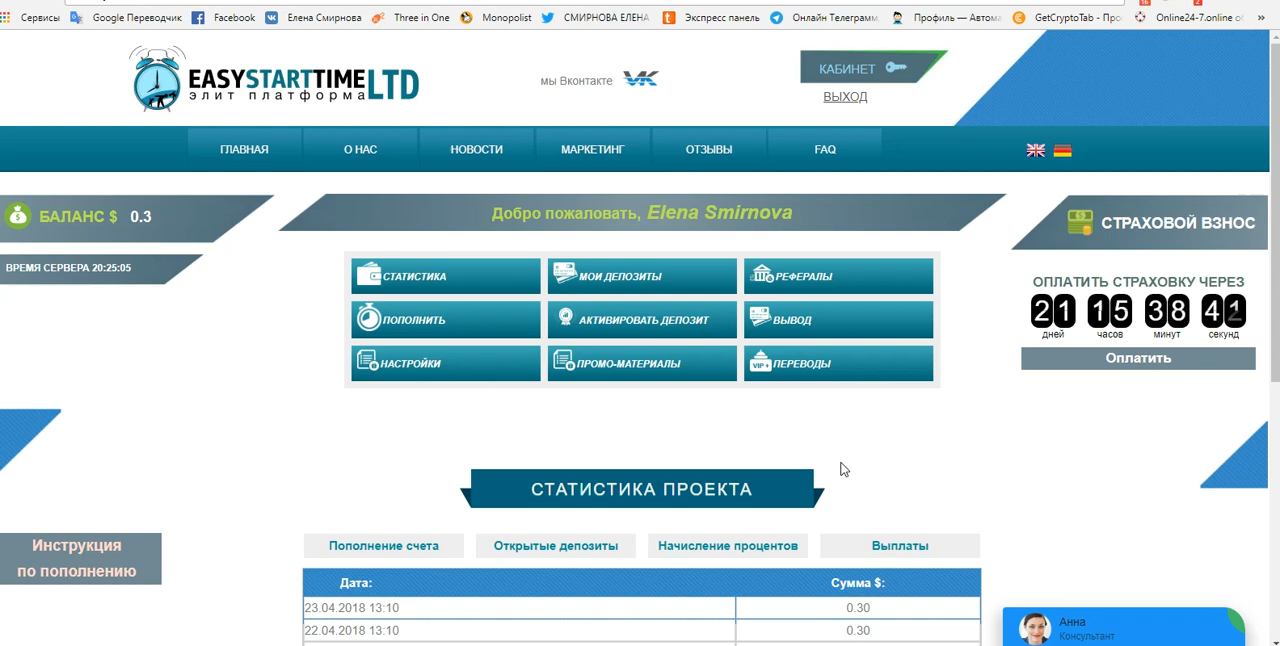 Сервисы Google Переводчик Facebook Елена Смирнова Three in One Monopolist СМИРНОВА ЕЛЕНА Экспресс панель Онлайн Телеграмм Профиль — Автома GetCryptoTab - Про Online24-7.online о »
EASYSTARTTIME LTD
элит платформа
мы Вконтакте
КАБИНЕТ
ВЫХОД
ГЛАВНАЯ О НАС НОВОСТИ МАРКЕТИНГ ОТЗЫВЫ FAQ
БАЛАНС $ 0.3
Добро пожаловать, Elena Smirnova
СТРАХОВОЙ ВЗНОС
ВРЕМЯ СЕРВЕРА 20:25:05
СТАТИСТИКА МОИ ДЕПОЗИТЫ РЕФЕРАЛЫ
ОПЛАТИТЬ СТРАХОВКУ ЧЕРЕЗ
ПОПОЛНИТЬ АКТИВИРОВАТЬ ДЕПОЗИТ ВЫВОД
21 15 38 42
дней часов минут секунд
Оплатить
НАСТРОЙКИ ПРОМО-МАТЕРИАЛЫ VIP+ ПЕРЕВОДЫ
СТАТИСТИКА ПРОЕКТА
Инструкция
по пополнению
Пополнение счета Открытые депозиты Начисление процентов Выплаты
Дата: Сумма $:
23.04.2018 13:10 0.30
22.04.2018 13:10 0.30
Анна
Консультант